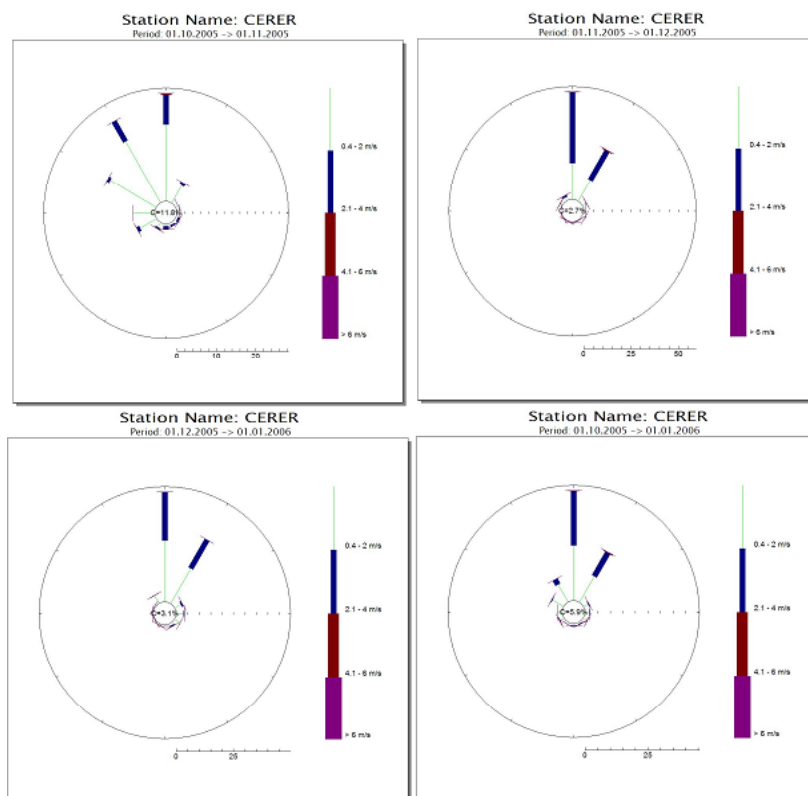 Station Name: CERER
Period: 01.10.2005 -> 01.11.2005
C=11.8%
0.4 - 2 m/s
2.1 - 4 m/s
4.1 - 6 m/s
> 6 m/s
0 10 20
Station Name: CERER
Period: 01.11.2005 -> 01.12.2005
C=2.7%
0.4 - 2 m/s
2.1 - 4 m/s
4.1 - 6 m/s
> 6 m/s
0 25 50
Station Name: CERER
Period: 01.12.2005 -> 01.01.2006
C=3.1%
0.4 - 2 m/s
2.1 - 4 m/s
4.1 - 6 m/s
> 6 m/s
0 25
Station Name: CERER
Period: 01.10.2005 -> 01.01.2006
C=5.9%
0.4 - 2 m/s
2.1 - 4 m/s
4.1 - 6 m/s
> 6 m/s
0 25